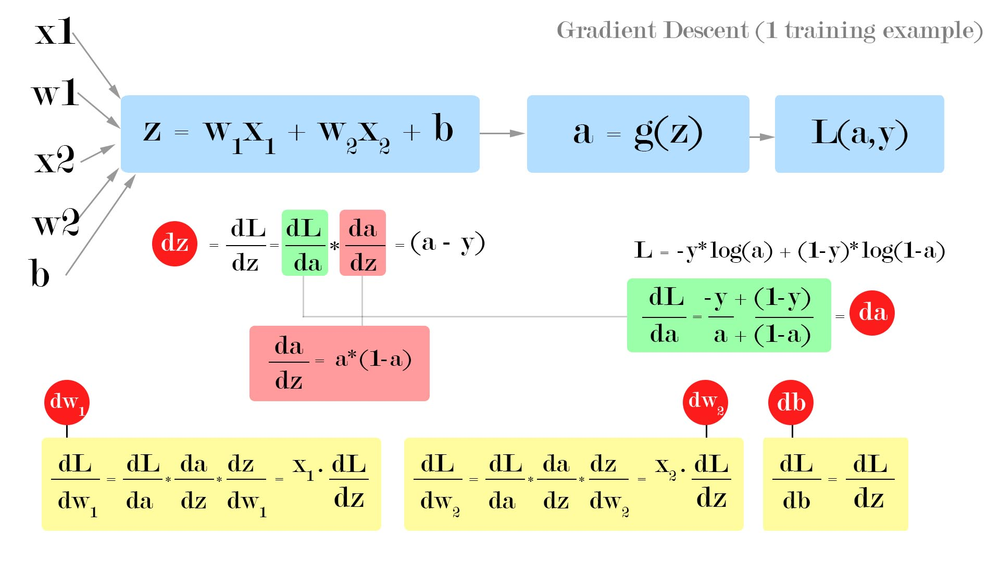 Gradient Descent (1 training example)
x1
w1
x2
w2
b
z = w₁x₁ + w₂x₂ + b
a = g(z)
L(a,y)
dz = dL/dz = dL/da * da/dz = (a - y)
L = -y*log(a) + (1-y)*log(1-a)
dL/da = -y/a + (1-y) / + (1-a) = da
da/dz = a*(1-a)
dw₁
dw₂
db
dL/dw₁ = dL/da * da/dz * dz/dw₁ = x₁ . dL/dz
dL/dw₂ = dL/da * da/dz * dz/dw₂ = x₂ . dL/dz
dL/db = dL/dz